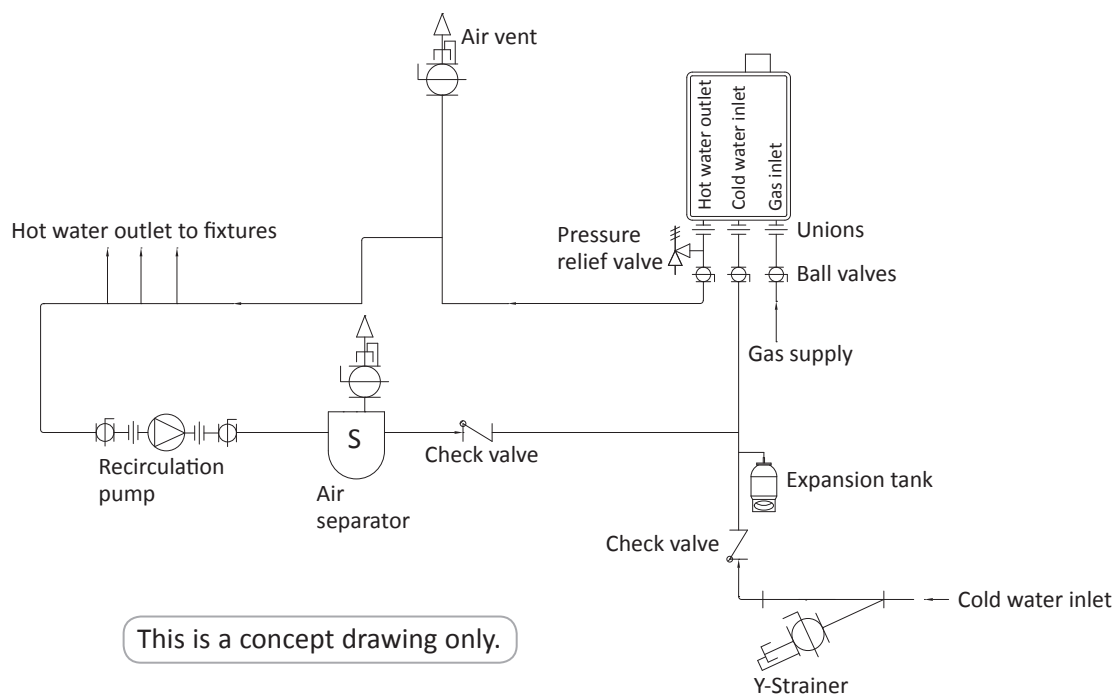 Air vent
Hot water outlet
Cold water inlet
Gas inlet
Hot water outlet to fixtures
Pressure
relief valve
Unions
Ball valves
Gas supply
S
Recirculation
pump
Air
separator
Check valve
Expansion tank
Check valve
Cold water inlet
This is a concept drawing only.
Y-Strainer